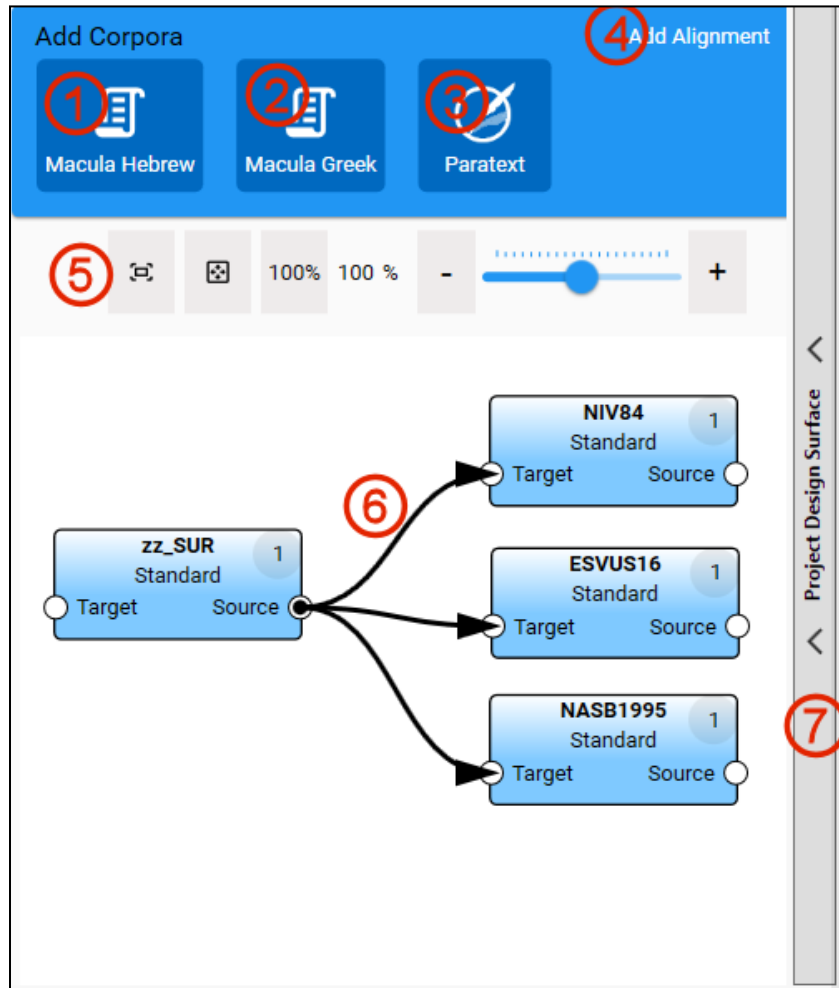 Add Corpora
4 Add Alignment
1 2 3
Macula Hebrew Macula Greek Paratext
5 100% 100 % - +
NIV84 1
Standard
Target Source
6
zz_SUR 1
Standard
Target Source
ESVUS16 1
Standard
Target Source
NASB1995 1
Standard
Target Source
Project Design Surface
7